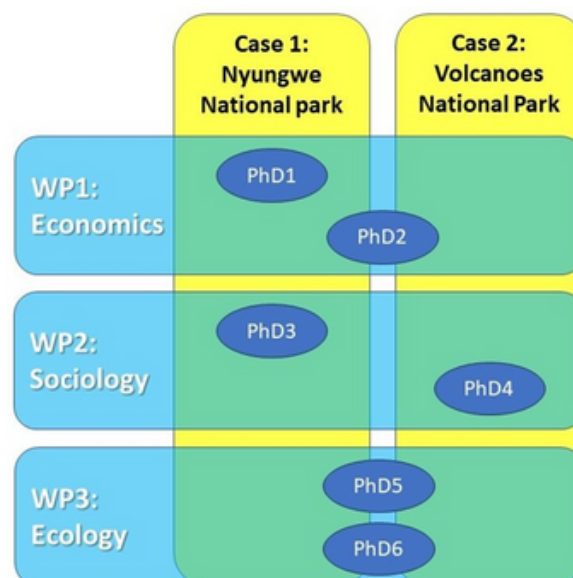 Case 1:
Nyungwe
National park
Case 2:
Volcanoes
National Park
WP1:
Economics
PhD1
PhD2
WP2:
Sociology
PhD3
PhD4
WP3:
Ecology
PhD5
PhD6